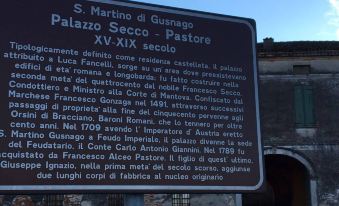 S. Martino di Gusnago
Palazzo Secco - Pastore
XV-XIX secolo
Tipologicamente definito come residenza castellata, il palazzo
attribuito a Luca Fancelli, sorge su un area dove preesistevano
edifici di eta' romana e longobarda: fu fatto costruire nella
seconda meta' del quattrocento dal nobile Francesco Secco,
Condottiero e Ministro alla Corte di Mantova. Confiscato dal
Marchese Francesco Gonzaga nel 1491, attraverso successivi
passaggi di proprieta' alla fine del cinquecento pervenne agli
Orsini di Bracciano, Baroni Romani, che lo tennero per oltre
cento anni. Nel 1709 avendo l' Imperatore d' Austria eretto
S. Martino Gusnago a Feudo Imperiale, il palazzo divenne la sede
del Feudatario, il Conte Carlo Antonio Giannini. Nel 1789 fu
acquistato da Francesco Alceo Pastore. Il figlio di quest' ultimo,
Giuseppe Ignazio, nella prima meta' del secolo scorso, aggiunse
due lunghi corpi di fabbrica al nucleo originario